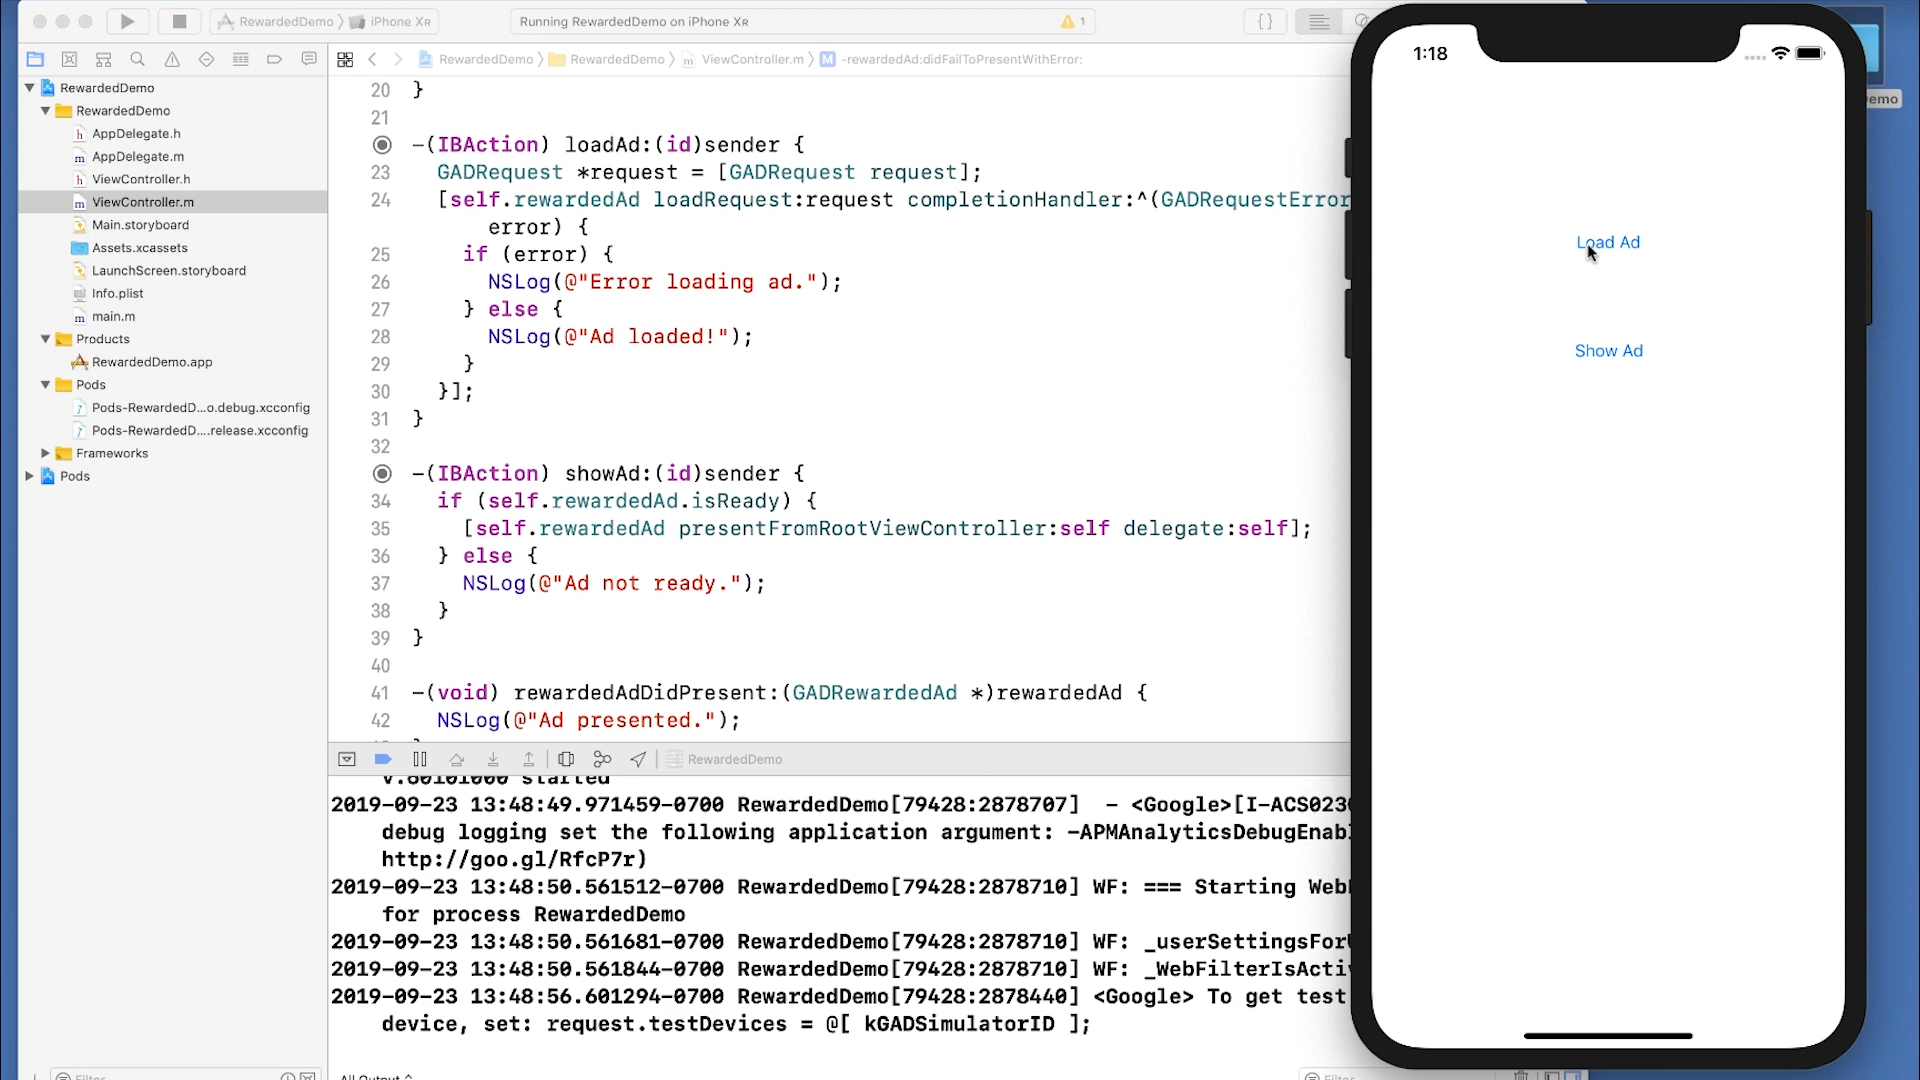 RewardedDemo
iPhone XR
Running RewardedDemo on iPhone XR
1
RewardedDemo
RewardedDemo
ViewController.m
M
-rewardedAd:didFailToPresentWithError:
RewardedDemo
RewardedDemo
h AppDelegate.h
m AppDelegate.m
h ViewController.h
m ViewController.m
Main.storyboard
Assets.xcassets
LaunchScreen.storyboard
Info.plist
m main.m
Products
RewardedDemo.app
Pods
Pods-RewardedD...o.debug.xcconfig
Pods-RewardedD....release.xcconfig
Frameworks
Pods
Filter
20 }
21
-(IBAction) loadAd:(id)sender {
23 GADRequest *request = [GADRequest request];
24 [self.rewardedAd loadRequest:request completionHandler:^(GADRequestError
error) {
25 if (error) {
26 NSLog(@"Error loading ad.");
27 } else {
28 NSLog(@"Ad loaded!");
29 }
30 }];
31 }
32
-(IBAction) showAd:(id)sender {
34 if (self.rewardedAd.isReady) {
35 [self.rewardedAd presentFromRootViewController:self delegate:self];
36 } else {
37 NSLog(@"Ad not ready.");
38 }
39 }
40
41 -(void) rewardedAdDidPresent:(GADRewardedAd *)rewardedAd {
42 NSLog(@"Ad presented.");
RewardedDemo
v.60101000 started
2019-09-23 13:48:49.971459-0700 RewardedDemo[79428:2878707] - <Google>[I-ACS023
debug logging set the following application argument: -APMAnalyticsDebugEnabl
http://goo.gl/RfcP7r)
2019-09-23 13:48:50.561512-0700 RewardedDemo[79428:2878710] WF: === Starting Web
for process RewardedDemo
2019-09-23 13:48:50.561681-0700 RewardedDemo[79428:2878710] WF: _userSettingsFor
2019-09-23 13:48:50.561844-0700 RewardedDemo[79428:2878710] WF: _WebFilterIsActi
2019-09-23 13:48:56.601294-0700 RewardedDemo[79428:2878440] <Google> To get test
device, set: request.testDevices = @[ kGADSimulatorID ];
All Output
Filter
1:18
Load Ad
Show Ad
emo